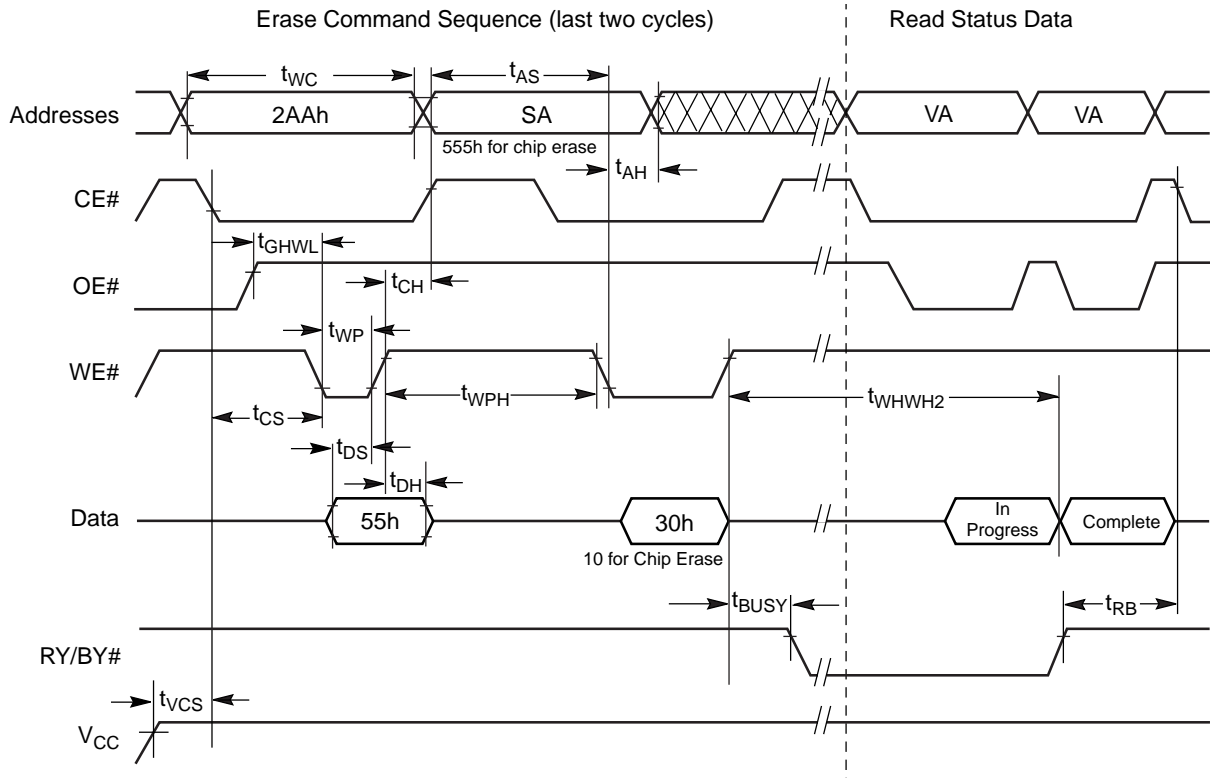 Erase Command Sequence (last two cycles)
Read Status Data
tWC
tAS
Addresses
2AAh
SA
VA
VA
555h for chip erase
tAH
CE#
tGHWL
OE#
tCH
tWP
WE#
tWPH
tWHWH2
tCS
tDS
tDH
Data
55h
30h
In
Progress
Complete
10 for Chip Erase
tBUSY
tRB
RY/BY#
tVCS
VCC